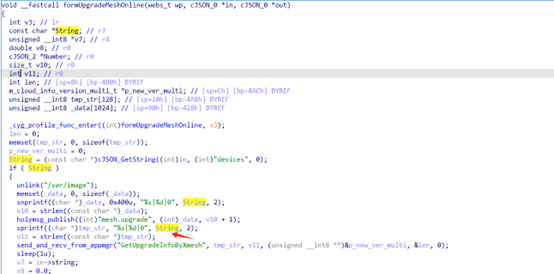 void __fastcall formUpgradeMeshOnline(webs_t wp, cJSON_0 *in, cJSON_0 *out)
{
int v3; // lr
const char *String; // r7
unsigned __int8 *v7; // r4
double v8; // r0
cJSON_2 *Number; // r0
size_t v10; // r0
int v11; // r0
int len; // [sp+8h] [bp-4B0h] BYREF
m_cloud_info_version_multi_t *p_new_ver_multi; // [sp+Ch] [bp-4ACh] BYREF
unsigned __int8 tmp_str[128]; // [sp+10h] [bp-4A8h] BYREF
unsigned __int8 _data[1024]; // [sp+90h] [bp-428h] BYREF
_cyg_profile_func_enter((int)formUpgradeMeshOnline, v3);
len = 0;
memset(tmp_str, 0, sizeof(tmp_str));
p_new_ver_multi = 0;
String = (const char *)cJSON_GetString((int)in, (int)"devices", 0);
if ( String )
{
unlink("/var/image");
memset(_data, 0, sizeof(_data));
snprintf((char *)_data, 0x400u, "%s|%d|0", String, 2);
v10 = strlen((const char *)_data);
holymsg_publish((int)"mesh.upgrade", (int)_data, v10 + 1);
sprintf((char *)tmp_str, "%s|%d|0", String, 2);
v11 = strlen((const char *)tmp_str);
send_and_recv_from_appmgr("GetUpgradeInfoByXmesh", tmp_str, v11, (unsigned __int8 **)&p_new_ver_multi, &len, 0);
sleep(1u);
v7 = in->string;
v8 = 0.0;